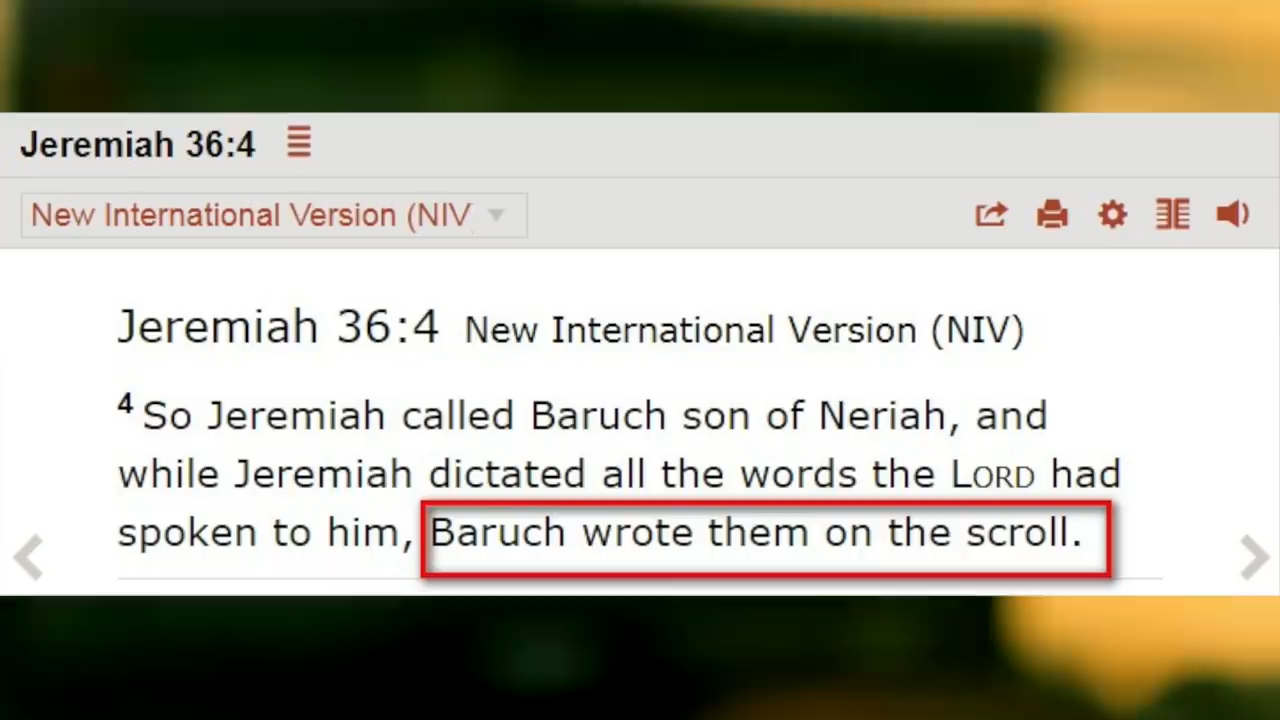 Jeremiah 36:4
New International Version (NIV
Jeremiah 36:4 New International Version (NIV)
4 So Jeremiah called Baruch son of Neriah, and
while Jeremiah dictated all the words the LORD had
spoken to him, Baruch wrote them on the scroll.